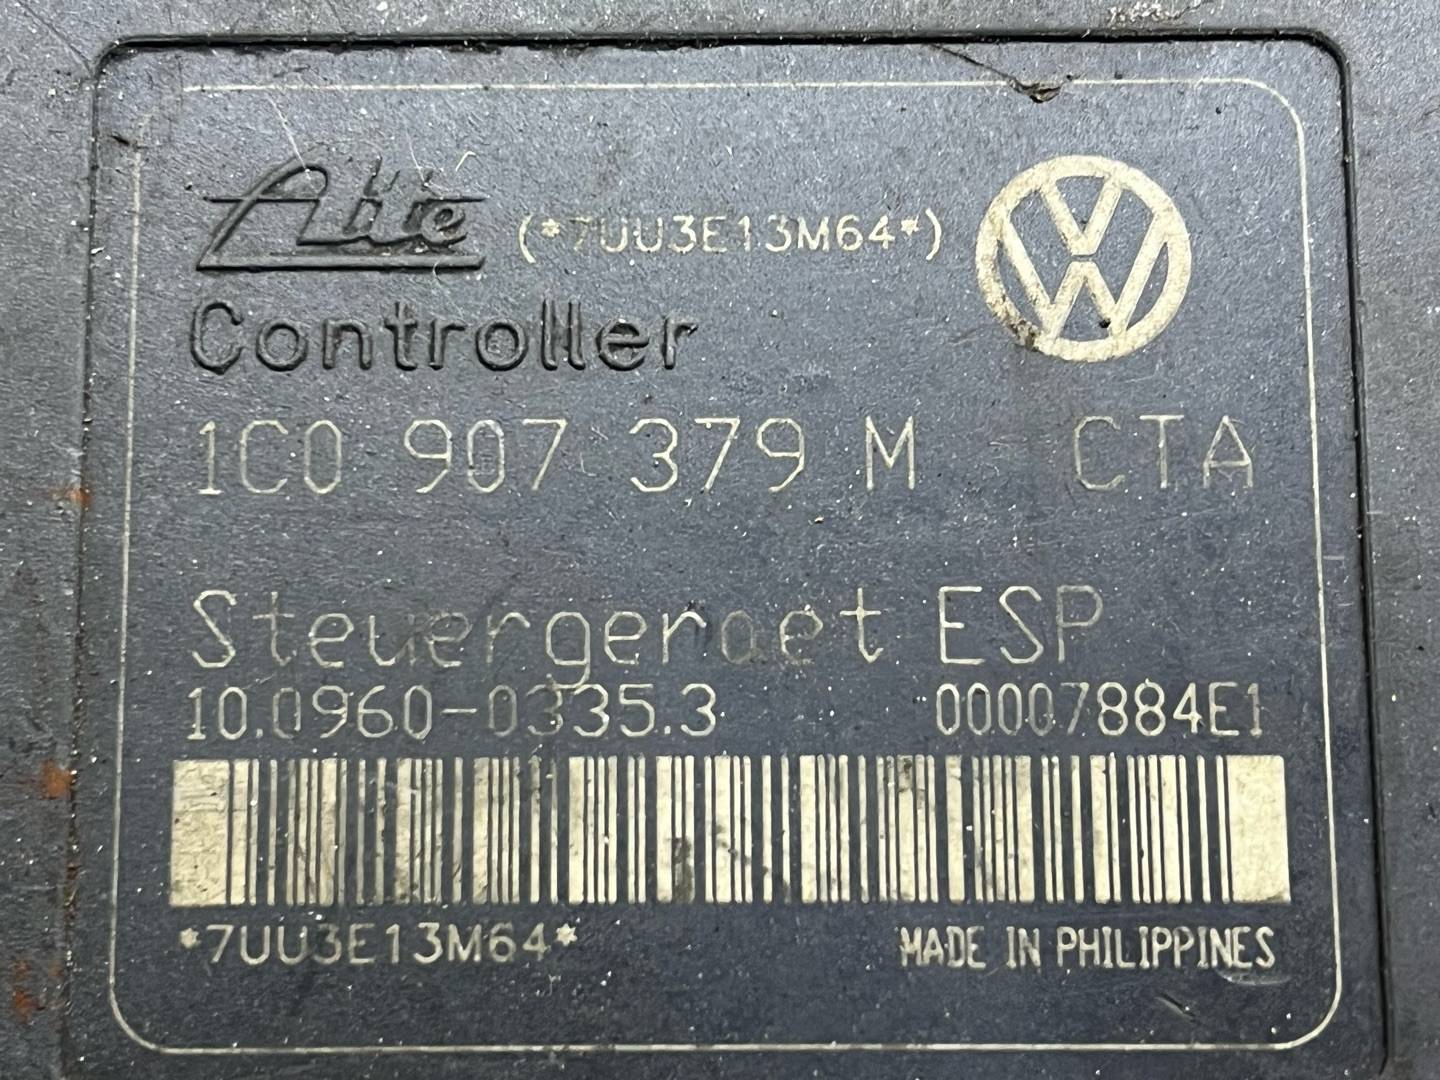 Ate (*7UU3E13M64*)
Controller
1C0 907 379 M CTA
Steuergeraet ESP
10.0960-0335.3 00007884E1
*7UU3E13M64* MADE IN PHILIPPINES